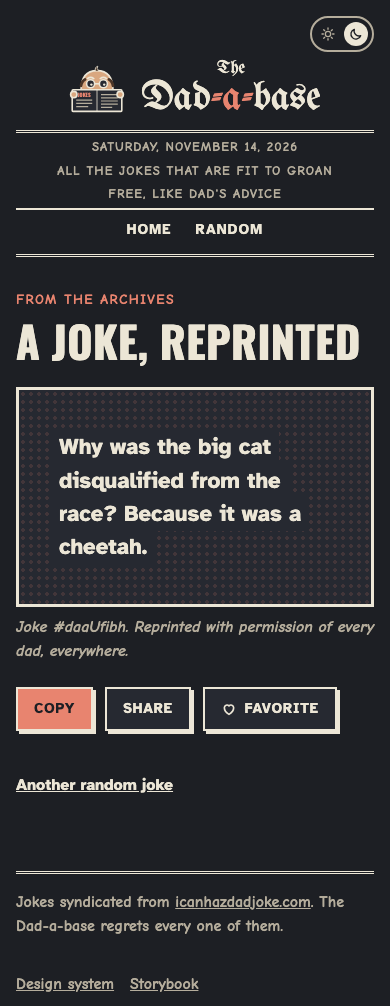 The
Dad-a-base
JOKES
SATURDAY, NOVEMBER 14, 2026
ALL THE JOKES THAT ARE FIT TO GROAN
FREE, LIKE DAD'S ADVICE
HOME RANDOM
FROM THE ARCHIVES
A JOKE, REPRINTED
Why was the big cat
disqualified from the
race? Because it was a
cheetah.
Joke #daaUfibh. Reprinted with permission of every
dad, everywhere.
COPY SHARE FAVORITE
Another random joke
Jokes syndicated from icanhazdadjoke.com. The
Dad-a-base regrets every one of them.
Design system Storybook